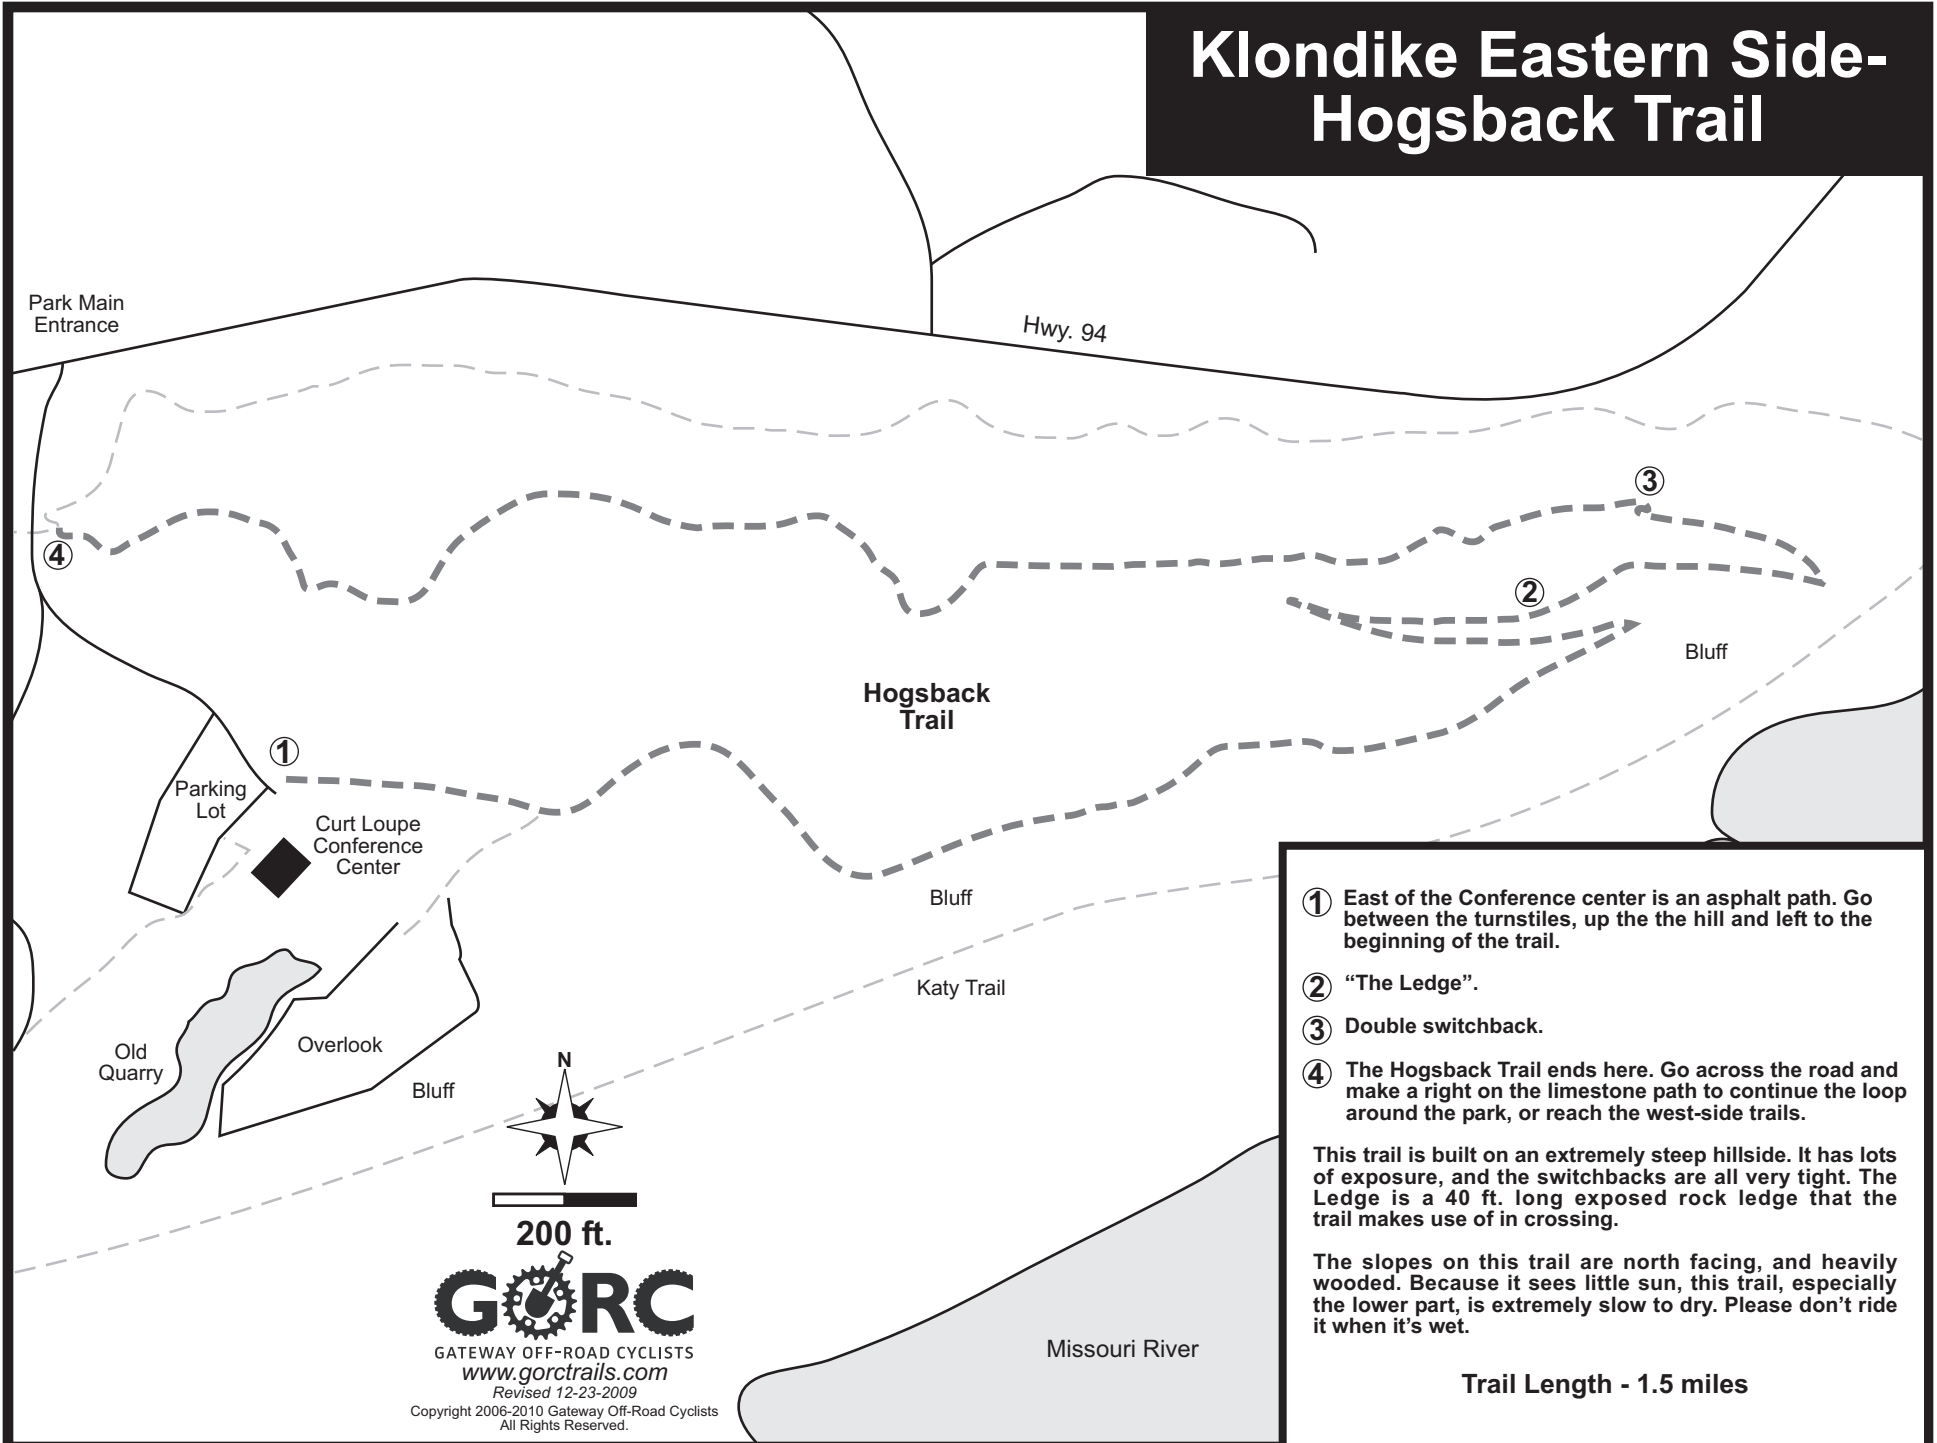 Klondike Eastern Side-
Hogsback Trail
Park Main
Entrance
Hwy. 94
3
4
2
Bluff
Hogsback
Trail
1
Parking
Lot
Curt Loupe
Conference
Center
Bluff
Katy Trail
Old
Quarry
Overlook
Bluff
N
200 ft.
GORC
GATEWAY OFF-ROAD CYCLISTS
www.gorctrails.com
Revised 12-23-2009
Copyright 2006-2010 Gateway Off-Road Cyclists
All Rights Reserved.
Missouri River
1 East of the Conference center is an asphalt path. Go
between the turnstiles, up the the hill and left to the
beginning of the trail.
2 “The Ledge”.
3 Double switchback.
4 The Hogsback Trail ends here. Go across the road and
make a right on the limestone path to continue the loop
around the park, or reach the west-side trails.
This trail is built on an extremely steep hillside. It has lots
of exposure, and the switchbacks are all very tight. The
Ledge is a 40 ft. long exposed rock ledge that the
trail makes use of in crossing.
The slopes on this trail are north facing, and heavily
wooded. Because it sees little sun, this trail, especially
the lower part, is extremely slow to dry. Please don’t ride
it when it’s wet.
Trail Length - 1.5 miles